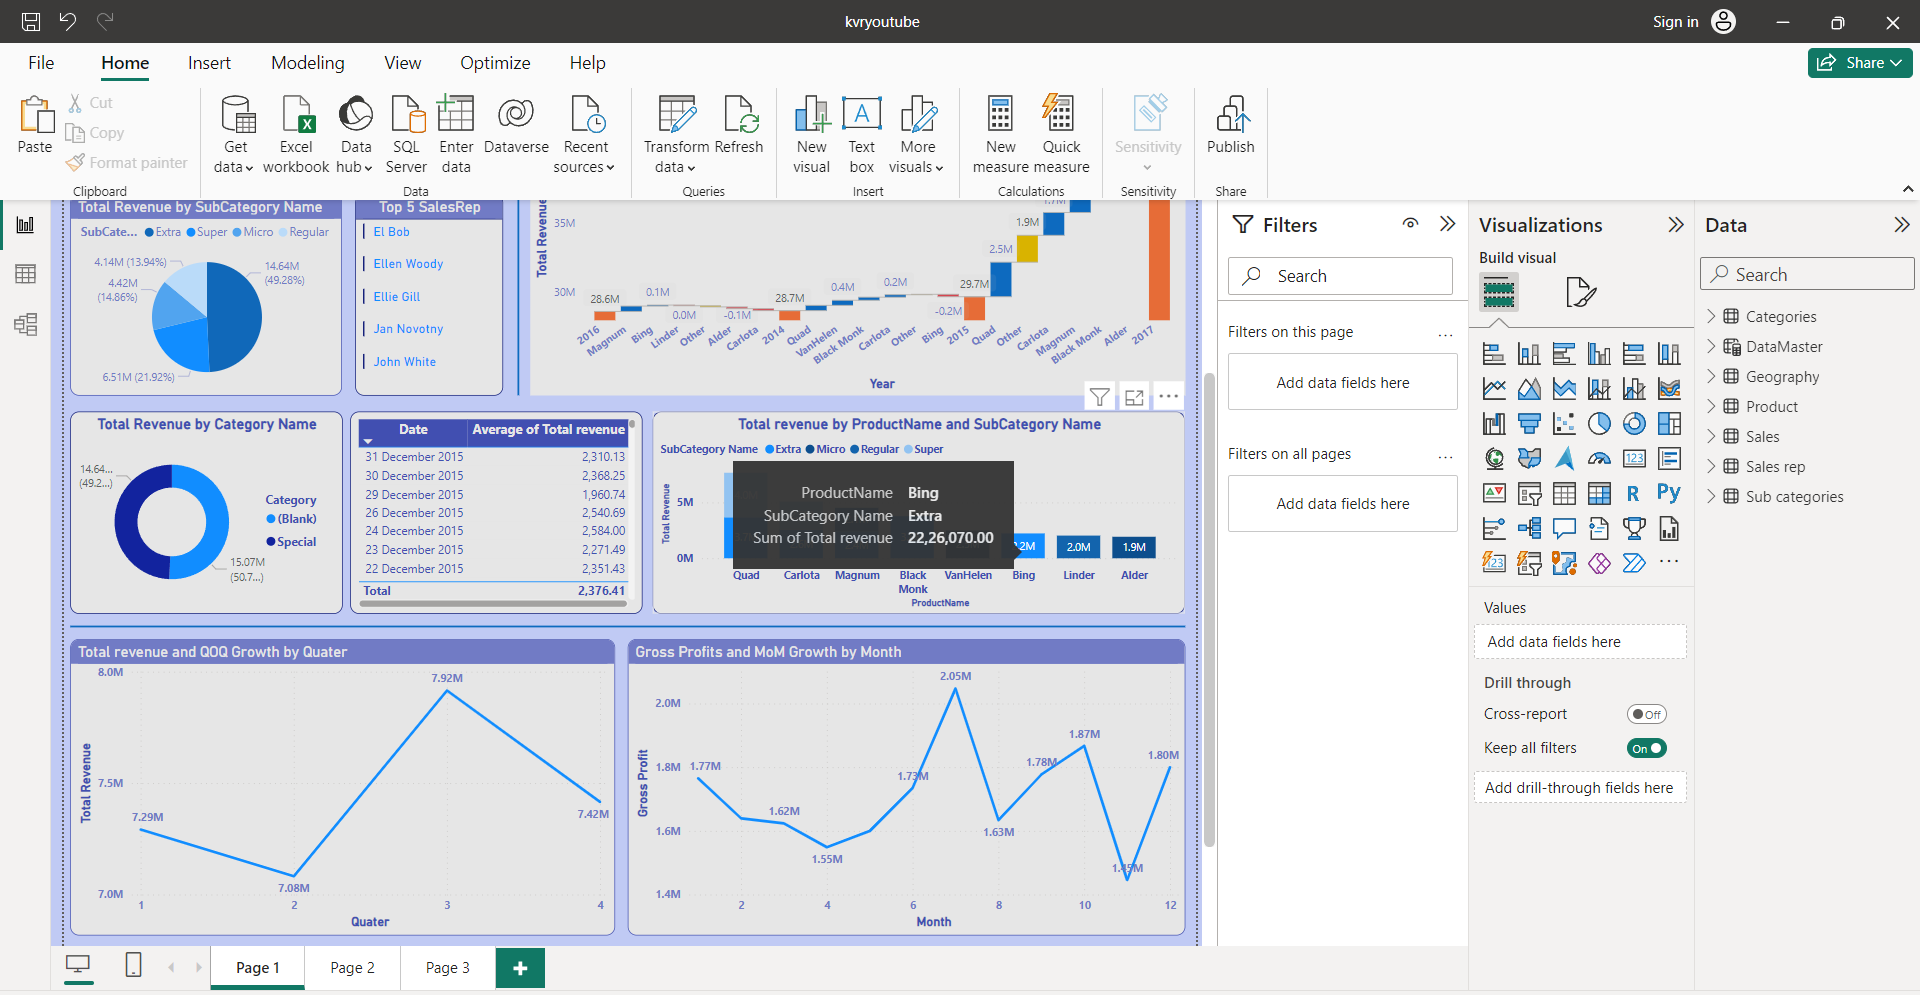 kvryoutube
Sign in
File
Home
Insert
Modeling
View
Optimize
Help
Share
Paste
Cut
Copy
Format painter
Clipboard
Get data
Excel workbook
Data hub
SQL Server
Enter data
Dataverse
Recent sources
Data
Transform data
Refresh
Queries
New visual
Text box
More visuals
Insert
New measure
Quick measure
Calculations
Sensitivity
Sensitivity
Publish
Share
Total Revenue by SubCategory Name
SubCate... Extra Super Micro Regular
4.14M (13.94%)
4.42M
(14.86%)
14.64M
(49.28%)
6.51M (21.92%)
Top 5 SalesRep
El Bob
Ellen Woody
Ellie Gill
Jan Novotny
John White
Total Revenue
35M
30M
28.6M
0.1M
0.0M
-0.1M
28.7M
0.4M
0.2M
-0.2M
29.7M
2.5M
1.9M
1.7M
2016
Magnum
Bing
Linder
Other
Alder
Carlota
2014
Quad
VanHelen
Black Monk
Carlota
Other
Bing
2015
Quad
Other
Carlota
Magnum
Black Monk
Alder
2017
Year
Total Revenue by Category Name
14.64...
(49.2...)
15.07M
(50.7...)
Category
(Blank)
Special
Date Average of Total revenue
31 December 2015 2,310.13
30 December 2015 2,368.25
29 December 2015 1,960.74
26 December 2015 2,540.69
24 December 2015 2,584.00
23 December 2015 2,271.49
22 December 2015 2,351.43
Total 2,376.41
Total revenue by ProductName and SubCategory Name
SubCategory Name Extra Micro Regular Super
Total Revenue
5M
0M
ProductName Bing
SubCategory Name Extra
Sum of Total revenue 22,26,070.00
2.0M
1.9M
Quad
Carlota
Magnum
Black Monk
VanHelen
Bing
Linder
Alder
ProductName
Total revenue and QOQ Growth by Quater
Total Revenue
8.0M
7.5M
7.0M
7.29M
7.08M
7.92M
7.42M
1 2 3 4
Quater
Gross Profits and MoM Growth by Month
Gross Profit
2.0M
1.8M
1.6M
1.4M
1.77M
1.62M
1.55M
1.73M
2.05M
1.63M
1.78M
1.87M
1.45M
1.80M
2 4 6 8 10 12
Month
Page 1
Page 2
Page 3
Filters
Search
Filters on this page
Add data fields here
Filters on all pages
Add data fields here
Visualizations
Build visual
Values
Add data fields here
Drill through
Cross-report
Off
Keep all filters
On
Add drill-through fields here
Data
Search
Categories
DataMaster
Geography
Product
Sales
Sales rep
Sub categories